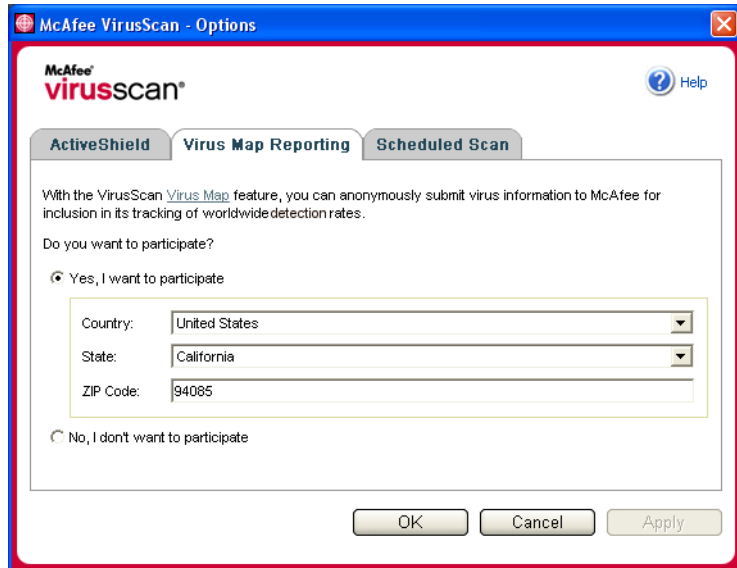 McAfee VirusScan - Options
McAfee®
virusscan®
? Help
ActiveShield Virus Map Reporting Scheduled Scan
With the VirusScan Virus Map feature, you can anonymously submit virus information to McAfee for
inclusion in its tracking of worldwide detection rates.
Do you want to participate?
Yes, I want to participate
Country: United States
State: California
ZIP Code: 94085
No, I don't want to participate
OK Cancel Apply